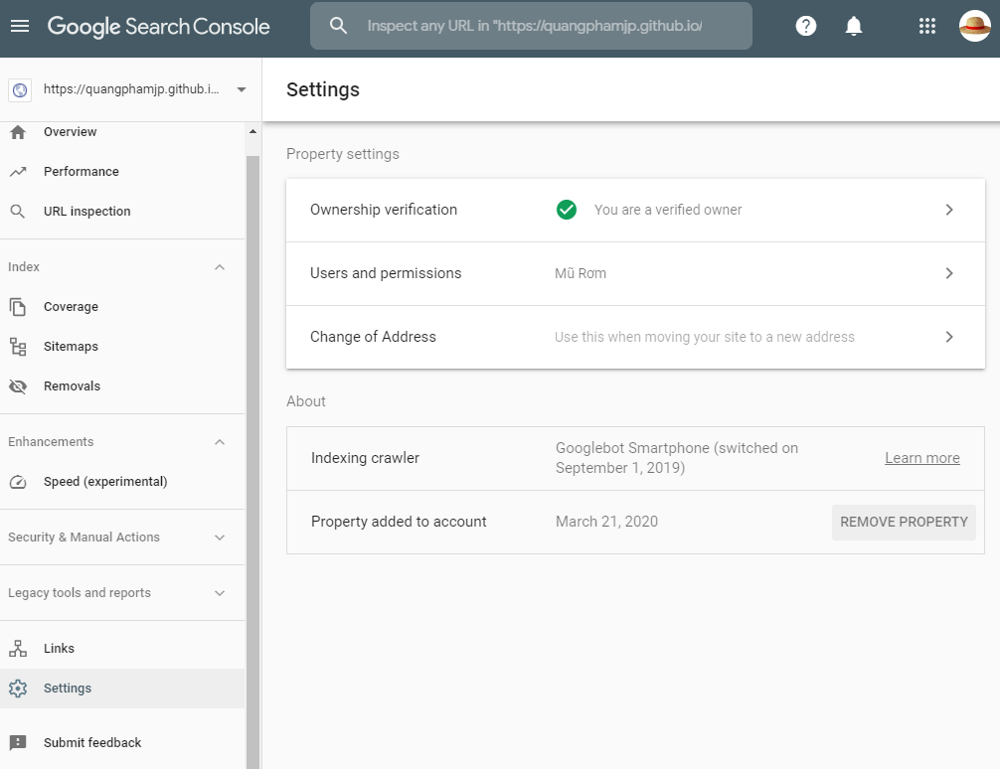 Google Search Console
Inspect any URL in "https://quangphamjp.github.io/
https://quangphamjp.github.i...
Settings
Overview
Performance
URL inspection
Index
Coverage
Sitemaps
Removals
Enhancements
Speed (experimental)
Security & Manual Actions
Legacy tools and reports
Links
Settings
Submit feedback
Property settings
Ownership verification
You are a verified owner
Users and permissions
Mũ Rơm
Change of Address
Use this when moving your site to a new address
About
Indexing crawler
Googlebot Smartphone (switched on
September 1, 2019)
Learn more
Property added to account
March 21, 2020
REMOVE PROPERTY